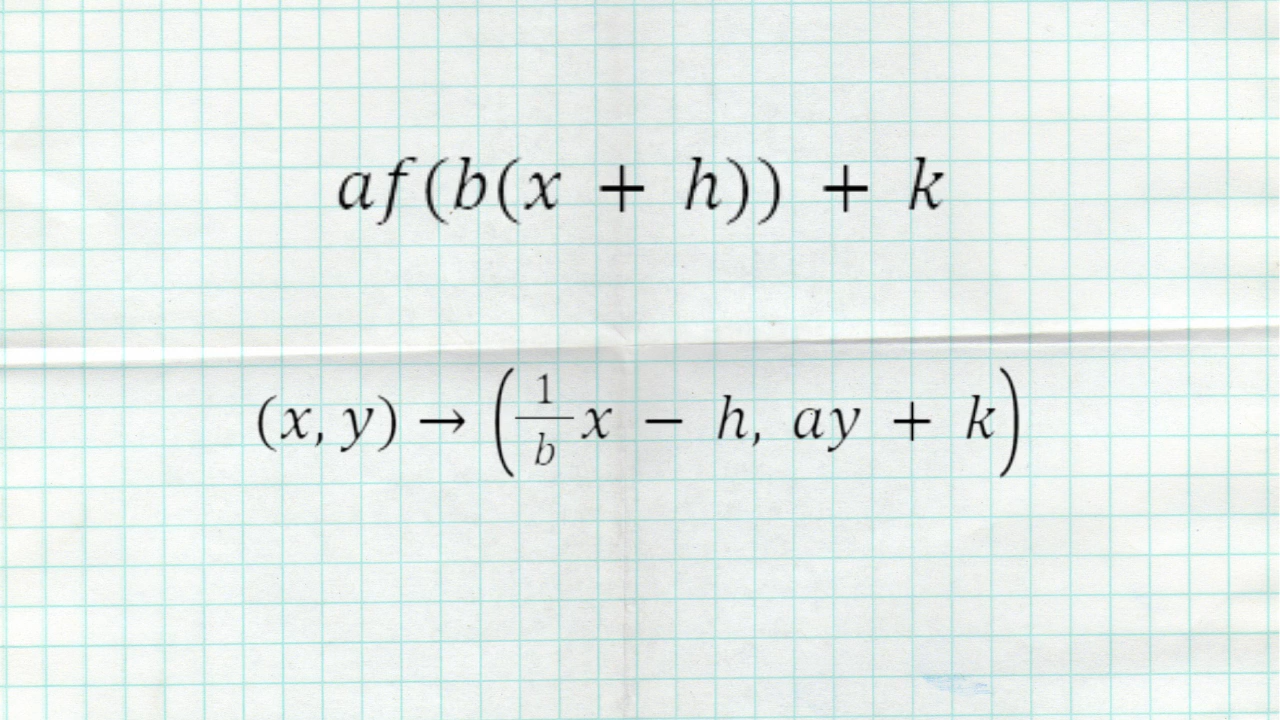 af(b(x + h)) + k
(x, y) → (1/b x − h, ay + k)